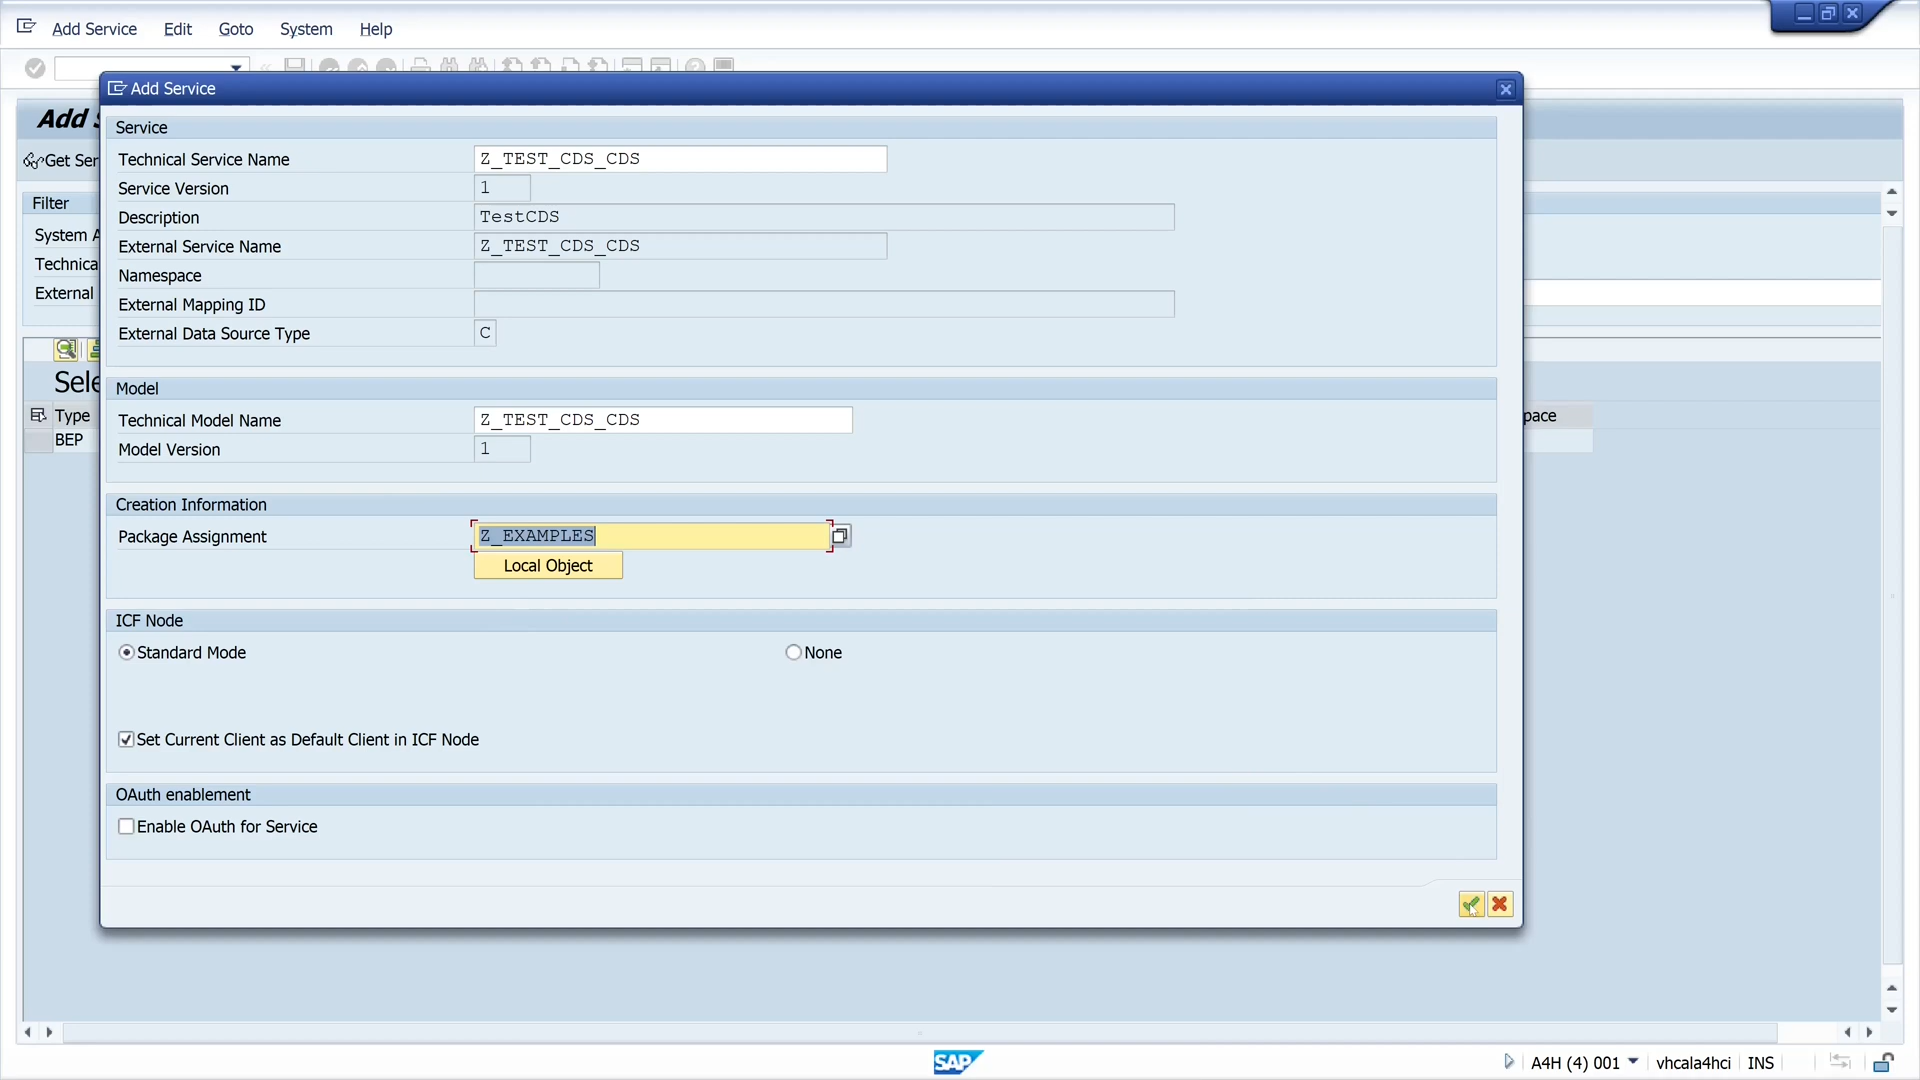 Add Service Edit Goto System Help
Add Service
Add S
Get Ser
Filter
System A
Technica
External
Sele
Type
BEP
pace
Service
Technical Service Name Z_TEST_CDS_CDS
Service Version 1
Description TestCDS
External Service Name Z_TEST_CDS_CDS
Namespace
External Mapping ID
External Data Source Type C
Model
Technical Model Name Z_TEST_CDS_CDS
Model Version 1
Creation Information
Package Assignment Z_EXAMPLES
Local Object
ICF Node
Standard Mode None
Set Current Client as Default Client in ICF Node
OAuth enablement
Enable OAuth for Service
SAP A4H (4) 001 vhcala4hci INS